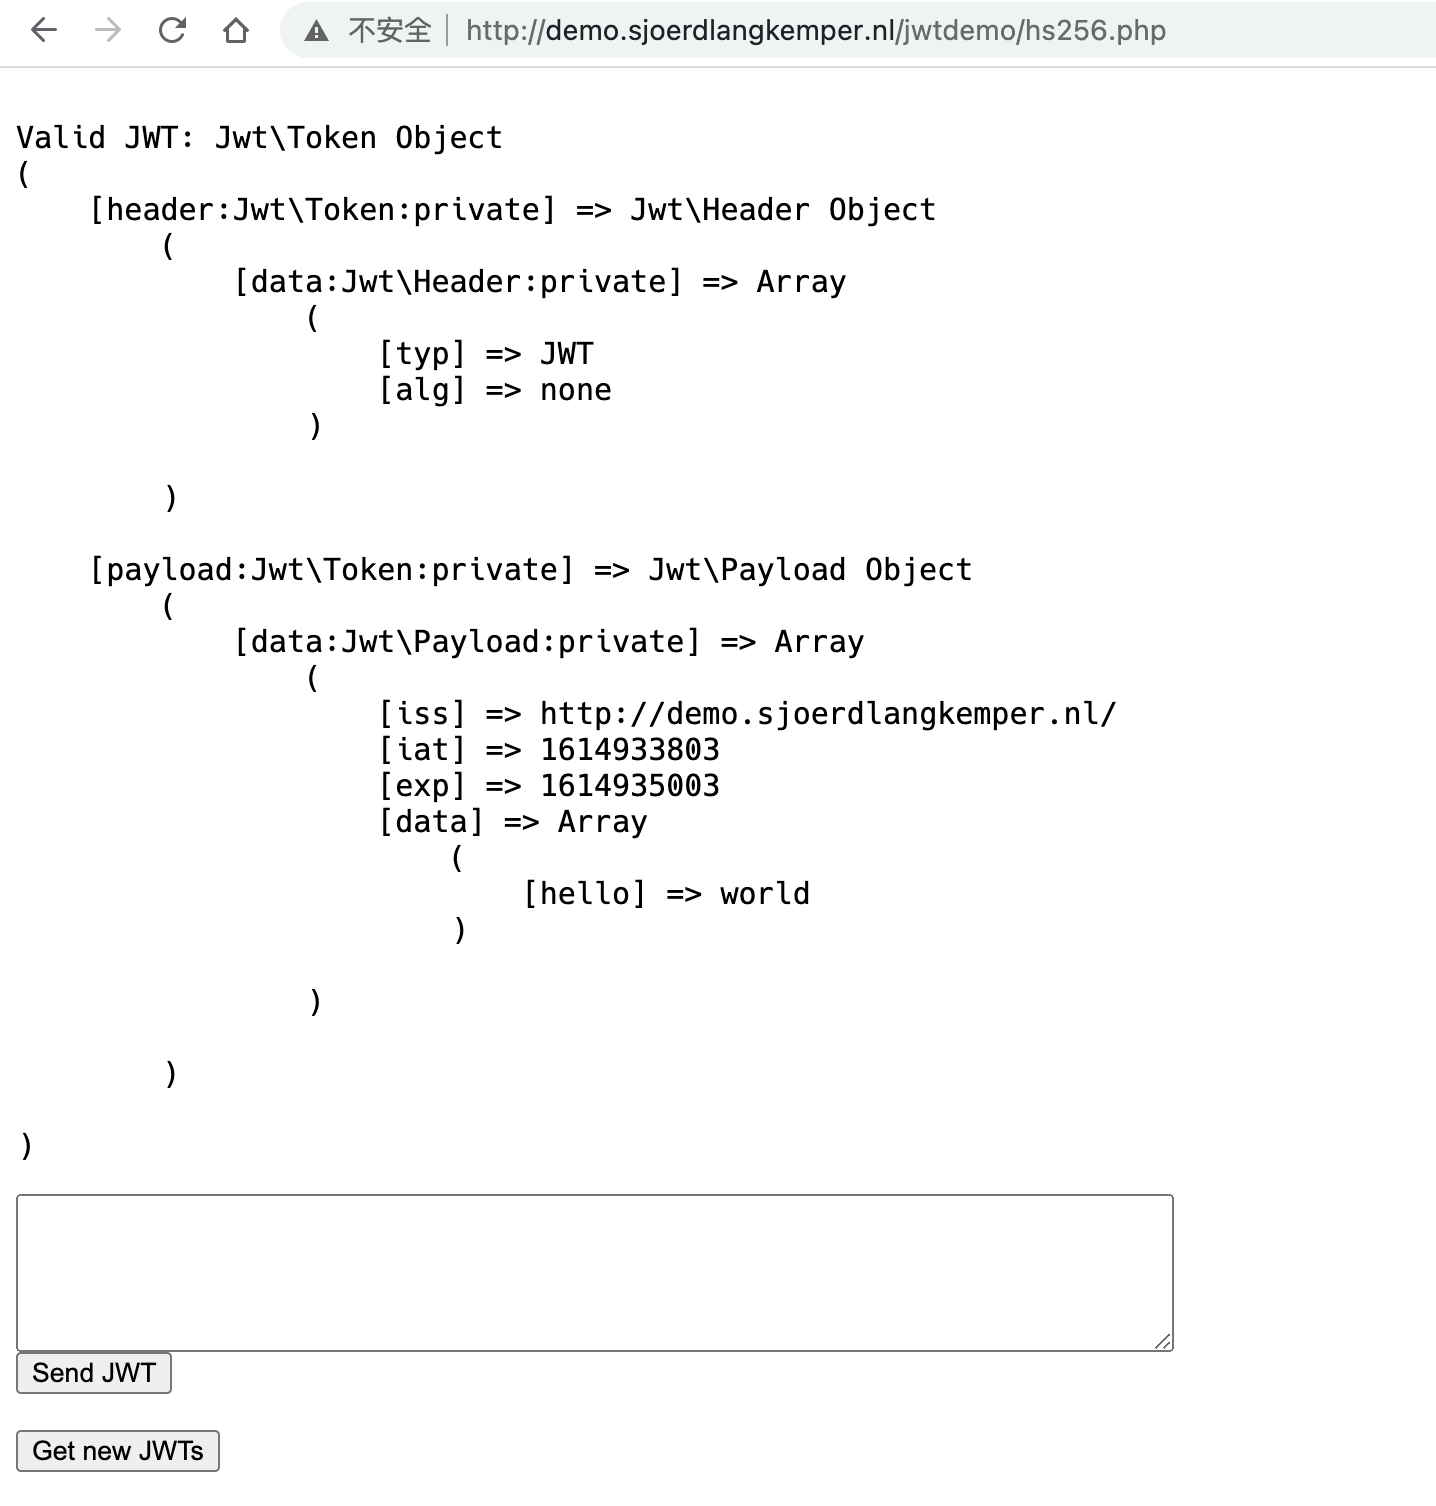 不安全 http://demo.sjoerdlangkemper.nl/jwtdemo/hs256.php
Valid JWT: Jwt\Token Object
(
    [header:Jwt\Token:private] => Jwt\Header Object
        (
            [data:Jwt\Header:private] => Array
                (
                    [typ] => JWT
                    [alg] => none
                )

        )

    [payload:Jwt\Token:private] => Jwt\Payload Object
        (
            [data:Jwt\Payload:private] => Array
                (
                    [iss] => http://demo.sjoerdlangkemper.nl/
                    [iat] => 1614933803
                    [exp] => 1614935003
                    [data] => Array
                        (
                            [hello] => world
                        )

                )

        )

)
Send JWT
Get new JWTs